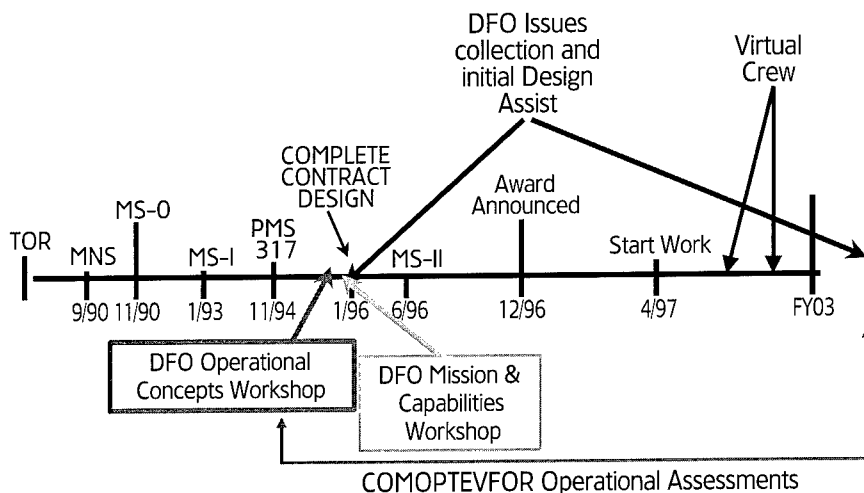 DFO Issues
collection and
initial Design
Assist
Virtual
Crew
COMPLETE
CONTRACT
DESIGN
Award
Announced
MS-0
PMS
317
TOR
MNS
MS-I
MS-II
Start Work
9/90
11/90
1/93
11/94
1/96
6/96
12/96
4/97
FY03
DFO Operational
Concepts Workshop
DFO Mission &
Capabilities
Workshop
COMOPTEVFOR Operational Assessments